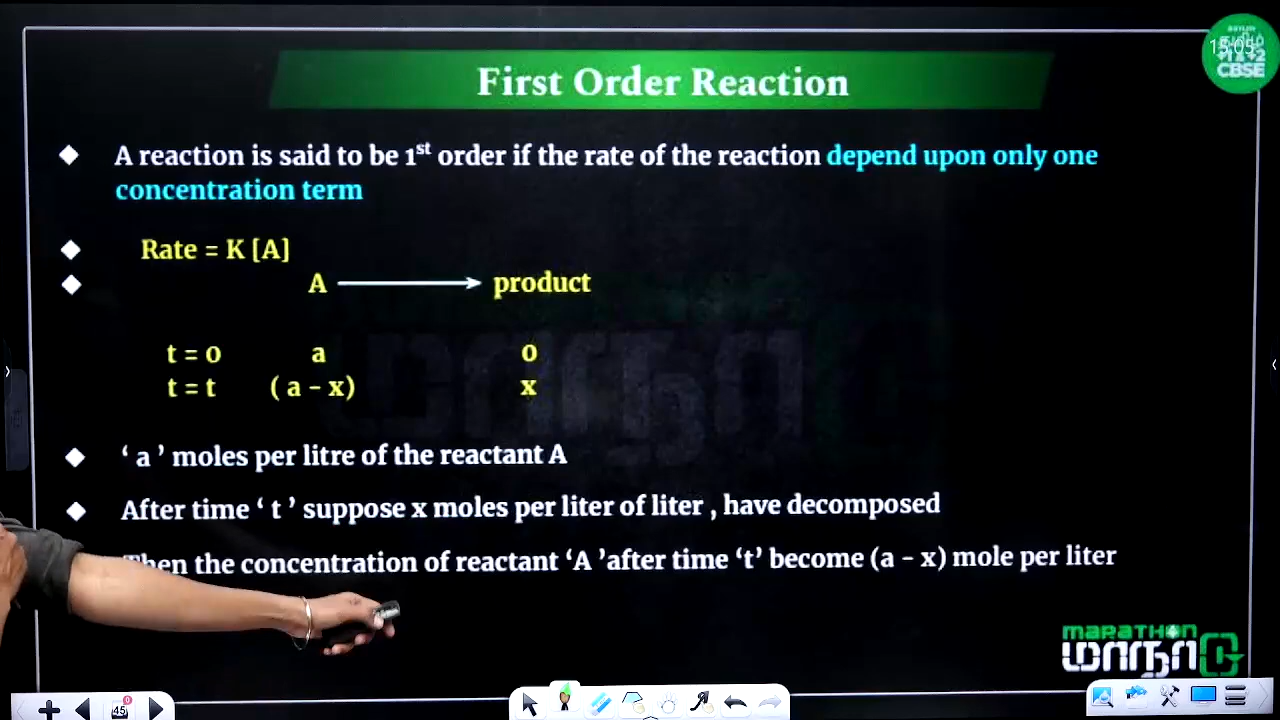 15:05
CBSE
First Order Reaction
A reaction is said to be 1st order if the rate of the reaction depend upon only one
concentration term
Rate = K [A]
A ⟶ product
t = 0 a 0
t = t ( a – x) x
‘ a ’ moles per litre of the reactant A
After time ‘ t ’ suppose x moles per liter of liter , have decomposed
Then the concentration of reactant ‘A ’after time ‘t’ become (a – x) mole per liter
MARATHON
45